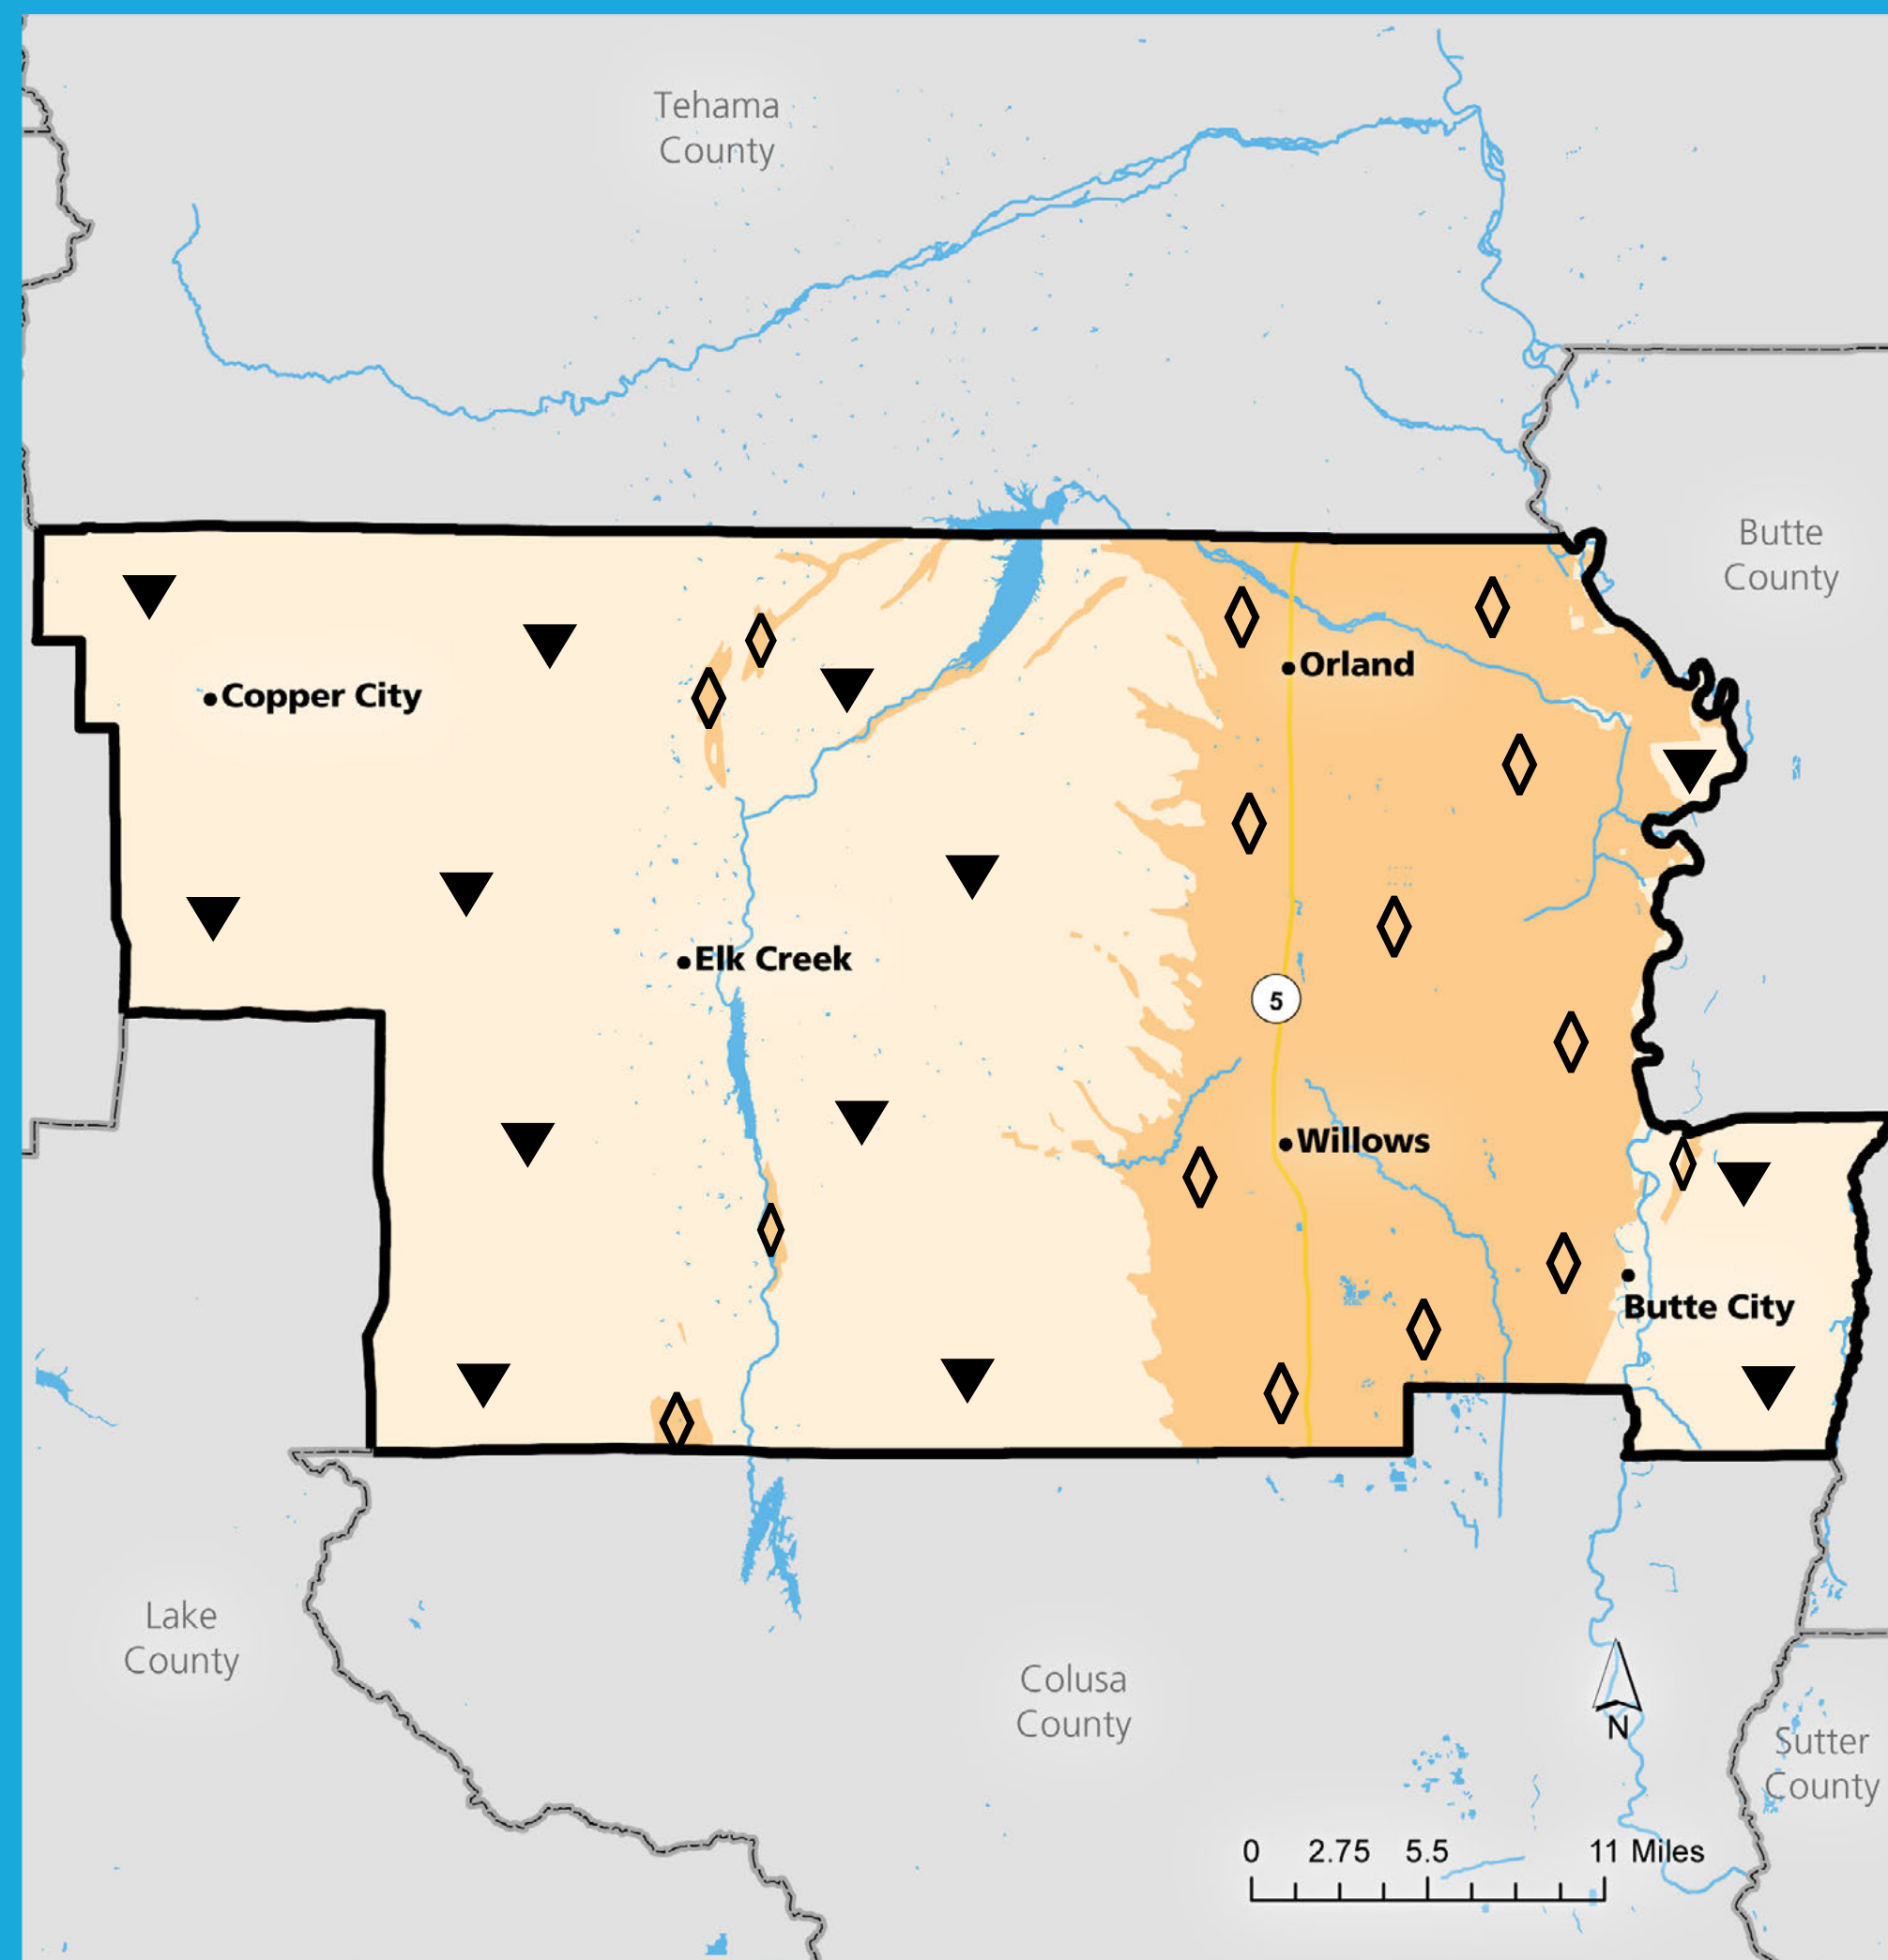 Tehama
County
Butte
County
Orland
Copper City
Elk Creek
5
Willows
Butte City
Lake
County
Colusa
County
N
Sutter
County
0 2.75 5.5 11 Miles